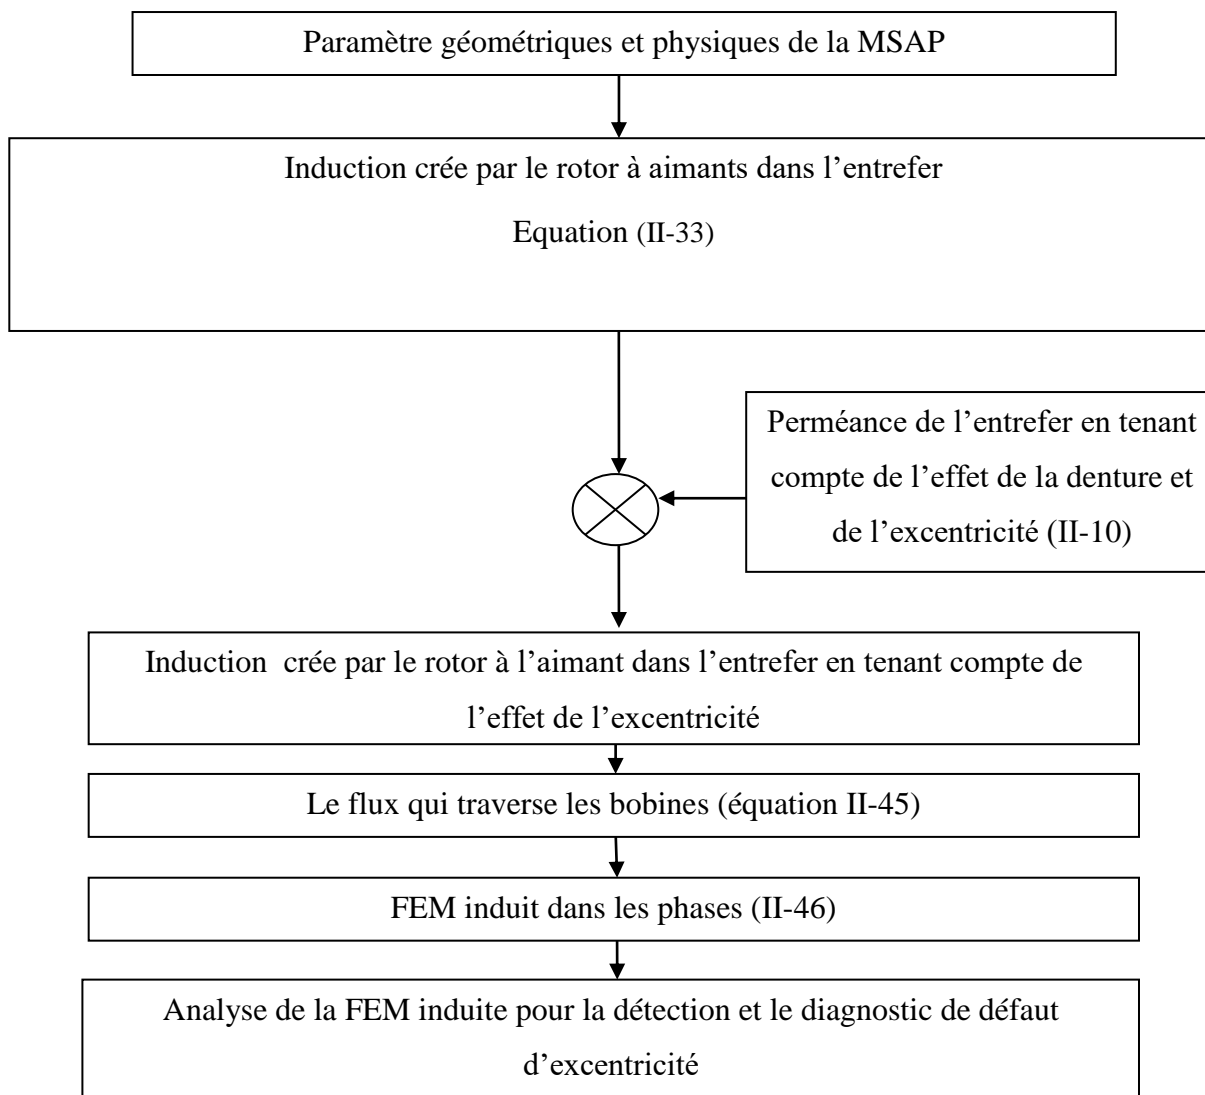 Paramètre géométriques et physiques de la MSAP
Induction crée par le rotor à aimants dans l’entrefer
Equation (II-33)
Perméance de l’entrefer en tenant
compte de l’effet de la denture et
de l’excentricité (II-10)
Induction  crée par le rotor à l’aimant dans l’entrefer en tenant compte de
l’effet de l’excentricité
Le flux qui traverse les bobines (équation II-45)
FEM induit dans les phases (II-46)
Analyse de la FEM induite pour la détection et le diagnostic de défaut
d’excentricité